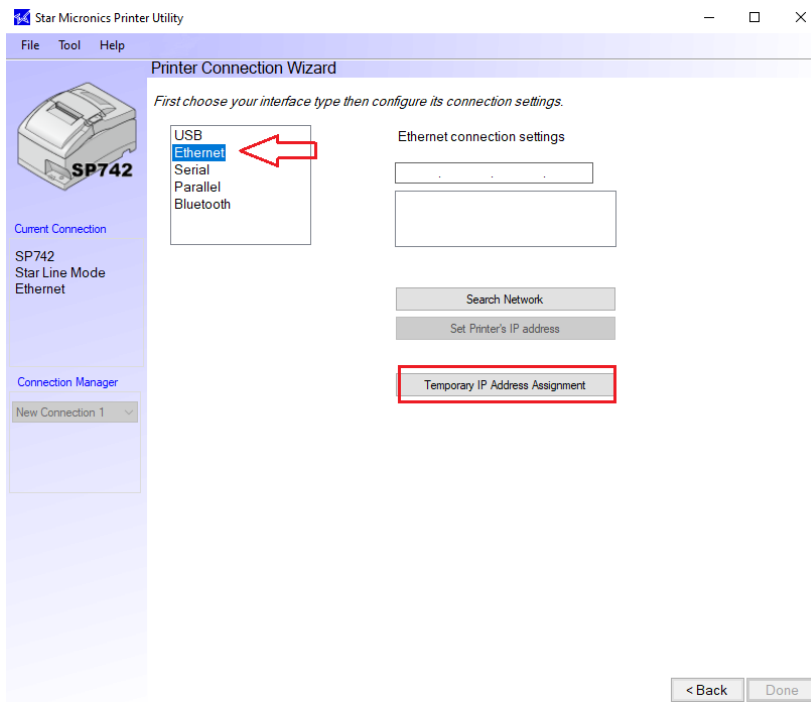 Star Micronics Printer Utility
File Tool Help
Printer Connection Wizard
First choose your interface type then configure its connection settings.
SP742
USB
Ethernet
Serial
Parallel
Bluetooth
Ethernet connection settings
. . .
Search Network
Set Printer's IP address
Temporary IP Address Assignment
Current Connection
SP742
Star Line Mode
Ethernet
Connection Manager
New Connection 1
< Back Done